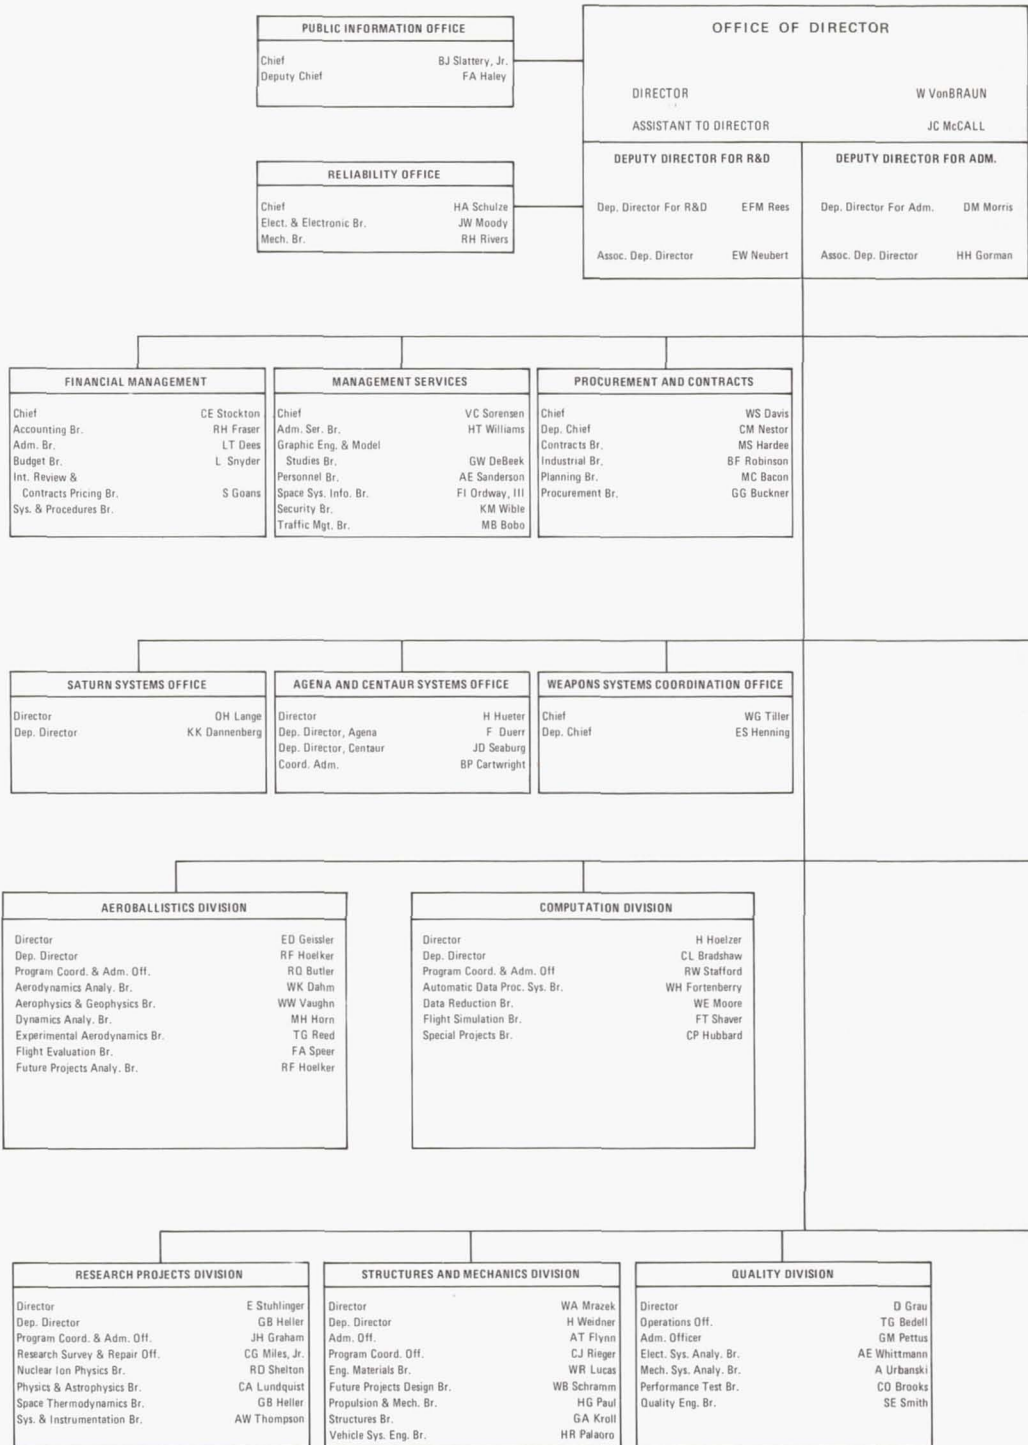 PUBLIC INFORMATION OFFICE
Chief BJ Slattery, Jr.
Deputy Chief FA Haley
OFFICE OF DIRECTOR
DIRECTOR W VonBRAUN
ASSISTANT TO DIRECTOR JC McCALL
RELIABILITY OFFICE
Chief HA Schulze
Elect. & Electronic Br. JW Moody
Mech. Br. RH Rivers
DEPUTY DIRECTOR FOR R&D
Dep. Director For R&D EFM Rees
Assoc. Dep. Director EW Neubert
DEPUTY DIRECTOR FOR ADM.
Dep. Director For Adm. DM Morris
Assoc. Dep. Director HH Gorman
FINANCIAL MANAGEMENT
Chief CE Stockton
Accounting Br. RH Fraser
Adm. Br. LT Dees
Budget Br. L Snyder
Int. Review &
Contracts Pricing Br. S Goans
Sys. & Procedures Br.
MANAGEMENT SERVICES
Chief VC Sorensen
Adm. Ser. Br. HT Williams
Graphic Eng. & Model
Studies Br. GW DeBeek
Personnel Br. AE Sanderson
Space Sys. Info. Br. FI Ordway, III
Security Br. KM Wible
Traffic Mgt. Br. MB Bobo
PROCUREMENT AND CONTRACTS
Chief WS Davis
Dep. Chief CM Nestor
Contracts Br. MS Hardee
Industrial Br. BF Robinson
Planning Br. MC Bacon
Procurement Br. GG Buckner
SATURN SYSTEMS OFFICE
Director OH Lange
Dep. Director KK Dannenberg
AGENA AND CENTAUR SYSTEMS OFFICE
Director H Hueter
Dep. Director, Agena F Duerr
Dep. Director, Centaur JD Seaburg
Coord. Adm. BP Cartwright
WEAPONS SYSTEMS COORDINATION OFFICE
Chief WG Tiller
Dep. Chief ES Henning
AEROBALLISTICS DIVISION
Director ED Geissler
Dep. Director RF Hoelker
Program Coord. & Adm. Off. RQ Butler
Aerodynamics Analy. Br. WK Dahm
Aerophysics & Geophysics Br. WW Vaughn
Dynamics Analy. Br. MH Horn
Experimental Aerodynamics Br. TG Reed
Flight Evaluation Br. FA Speer
Future Projects Analy. Br. RF Hoelker
COMPUTATION DIVISION
Director H Hoelzer
Dep. Director CL Bradshaw
Program Coord. & Adm. Off RW Stafford
Automatic Data Proc. Sys. Br. WH Fortenberry
Data Reduction Br. WE Moore
Flight Simulation Br. FT Shaver
Special Projects Br. CP Hubbard
RESEARCH PROJECTS DIVISION
Director E Stuhlinger
Dep. Director GB Heller
Program Coord. & Adm. Off. JH Graham
Research Survey & Repair Off. CG Miles, Jr.
Nuclear Ion Physics Br. RD Shelton
Physics & Astrophysics Br. CA Lundquist
Space Thermodynamics Br. GB Heller
Sys. & Instrumentation Br. AW Thompson
STRUCTURES AND MECHANICS DIVISION
Director WA Mrazek
Dep. Director H Weidner
Adm. Off. AT Flynn
Program Coord. Off. CJ Rieger
Eng. Materials Br. WR Lucas
Future Projects Design Br. WB Schramm
Propulsion & Mech. Br. HG Paul
Structures Br. GA Kroll
Vehicle Sys. Eng. Br. HR Palaoro
QUALITY DIVISION
Director D Grau
Operations Off. TG Bedell
Adm. Officer GM Pettus
Elect. Sys. Analy. Br. AE Whittmann
Mech. Sys. Analy. Br. A Urbanski
Performance Test Br. CO Brooks
Quality Eng. Br. SE Smith